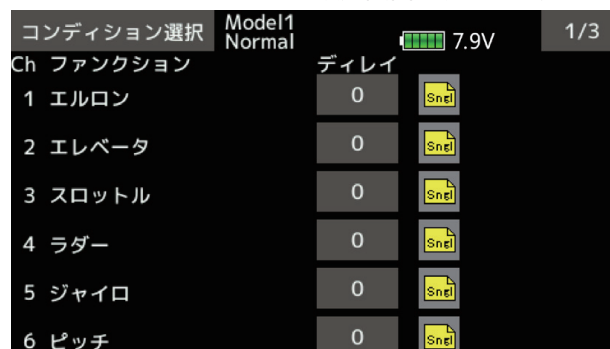 コンディション選択 Model1 Normal 7.9V 1/3
Ch ファンクション ディレイ
1 エルロン 0 Sngl
2 エレベータ 0 Sngl
3 スロットル 0 Sngl
4 ラダー 0 Sngl
5 ジャイロ 0 Sngl
6 ピッチ 0 Sngl